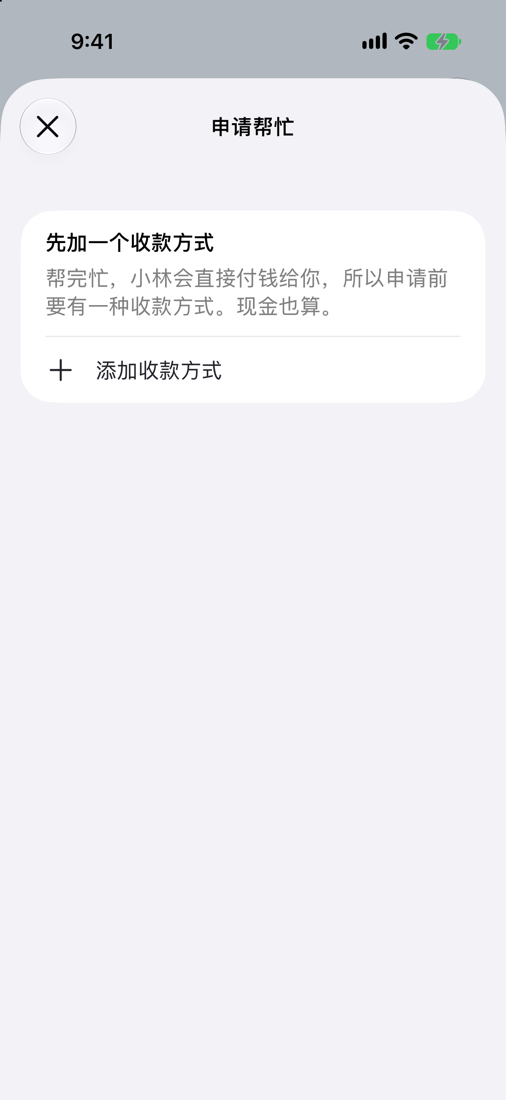 9:41
申请帮忙
先加一个收款方式
帮完忙，小林会直接付钱给你，所以申请前
要有一种收款方式。现金也算。
添加收款方式